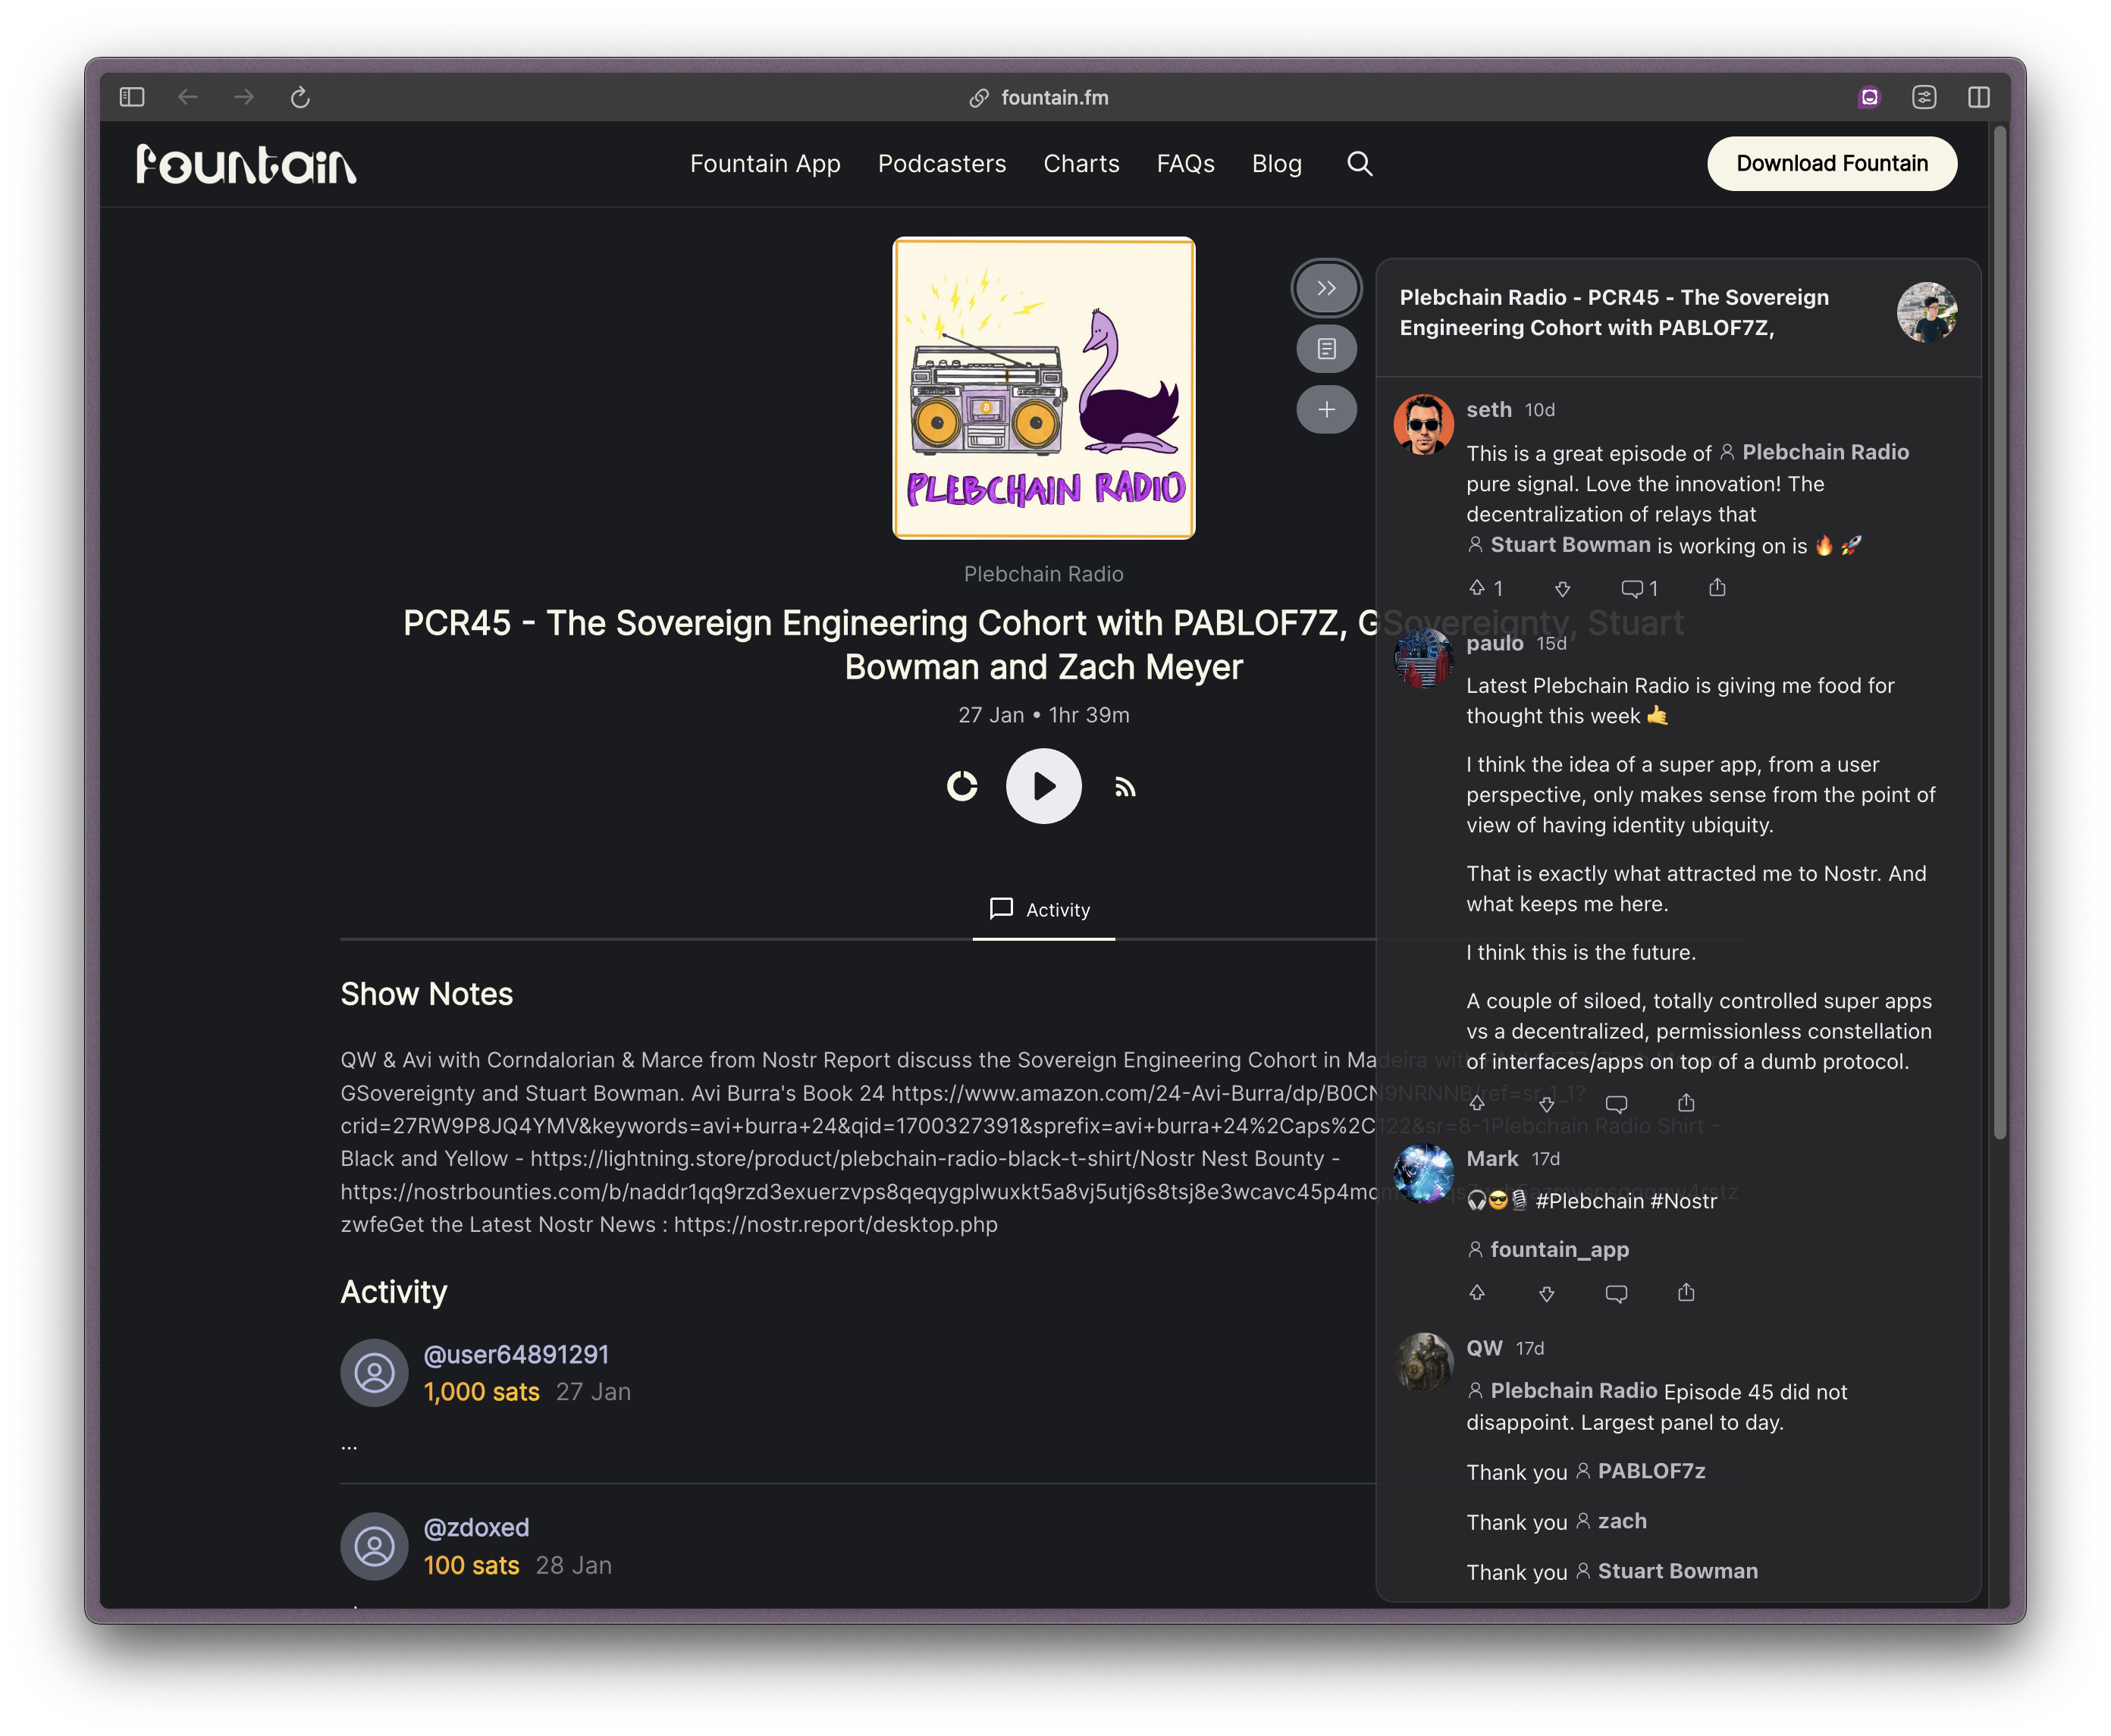 fountain.fm
fountain
Fountain App
Podcasters
Charts
FAQs
Blog
Download Fountain
PLEBCHAIN RADIO
Plebchain Radio
PCR45 - The Sovereign Engineering Cohort with PABLOF7Z, GSovereignty, Stuart
Bowman and Zach Meyer
27 Jan • 1hr 39m
Activity
Show Notes
QW & Avi with Corndalorian & Marce from Nostr Report discuss the Sovereign Engineering Cohort in Madeira with
GSovereignty and Stuart Bowman. Avi Burra's Book 24 https://www.amazon.com/24-Avi-Burra/dp/B0CN9NRNNB/ref=sr_1_1?
crid=27RW9P8JQ4YMV&keywords=avi+burra+24&qid=1700327391&sprefix=avi+burra+24%2Caps%2C122&sr=8-1Plebchain Radio Shirt -
Black and Yellow - https://lightning.store/product/plebchain-radio-black-t-shirt/Nostr Nest Bounty -
zwfeGet the Latest Nostr News : https://nostr.report/desktop.php
Activity
@user64891291
1,000 sats 27 Jan
...
@zdoxed
100 sats 28 Jan
Plebchain Radio - PCR45 - The Sovereign
Engineering Cohort with PABLOF7Z,
seth 10d
This is a great episode of Plebchain Radio
pure signal. Love the innovation! The
decentralization of relays that
Stuart Bowman is working on is 🔥 🚀
1
1
paulo 15d
Latest Plebchain Radio is giving me food for
thought this week 🤙
I think the idea of a super app, from a user
perspective, only makes sense from the point of
view of having identity ubiquity.
That is exactly what attracted me to Nostr. And
what keeps me here.
I think this is the future.
A couple of siloed, totally controlled super apps
vs a decentralized, permissionless constellation
of interfaces/apps on top of a dumb protocol.
Mark 17d
🎧😎🎙️ #Plebchain #Nostr
fountain_app
QW 17d
Plebchain Radio Episode 45 did not
disappoint. Largest panel to day.
Thank you PABLOF7z
Thank you zach
Thank you Stuart Bowman